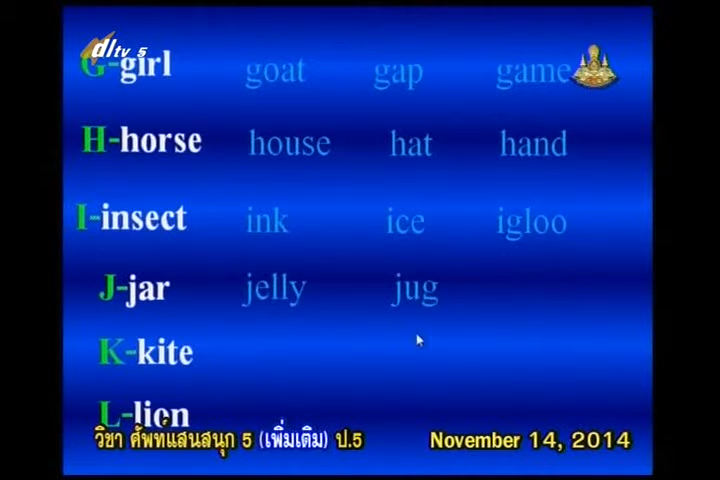 dltv 5
G-girl goat gap game
H-horse house hat hand
I-insect ink ice igloo
J-jar jelly jug
K-kite
L-lion
วิชา ศัพท์แสนสนุก 5 (เพิ่มเติม) ป.5 November 14, 2014